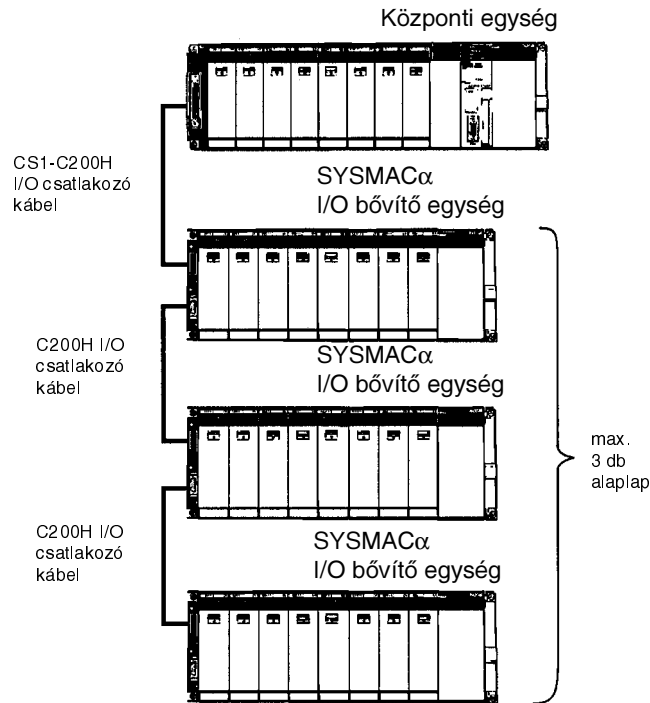 Központi egység
CS1-C200H
I/O csatlakozó
kábel
SYSMACα
I/O bővítő egység
C200H I/O
csatlakozó
kábel
SYSMACα
I/O bővítő egység
max.
3 db
alaplap
C200H I/O
csatlakozó
kábel
SYSMACα
I/O bővítő egység